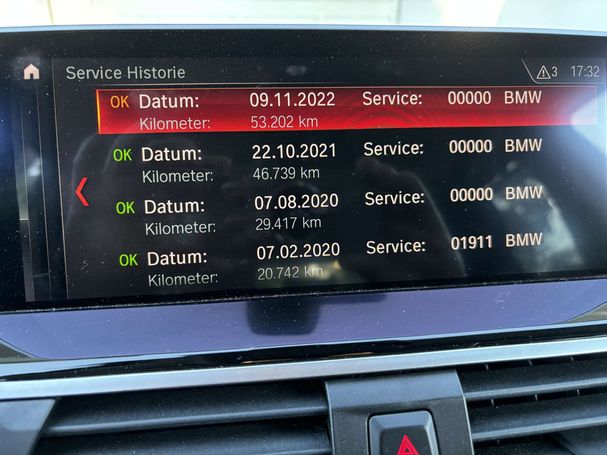 Service Historie 3 17:32
OK Datum: 09.11.2022 Service: 00000 BMW
Kilometer: 53.202 km
OK Datum: 22.10.2021 Service: 00000 BMW
Kilometer: 46.739 km
OK Datum: 07.08.2020 Service: 00000 BMW
Kilometer: 29.417 km
OK Datum: 07.02.2020 Service: 01911 BMW
Kilometer: 20.742 km